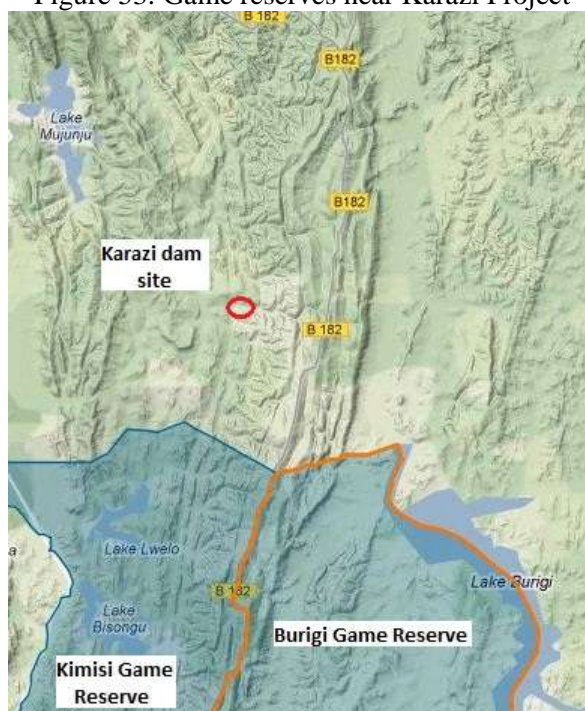 Figure 33: Game reserves near Karazi Project
B 182
B182
Lake
Mujunju
B182
Karazi dam
site
B 182
Lake Lwelo
Lake Burigi
B 182
Lake
Bisongu
Burigi Game Reserve
Kimisi Game
Reserve